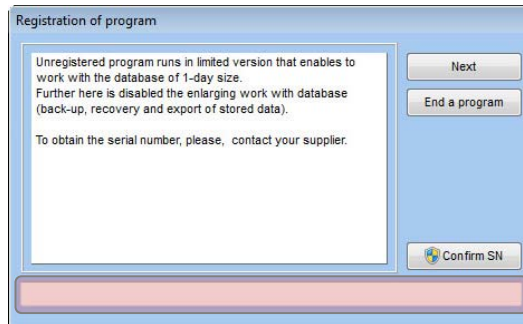 Registration of program
Unregistered program runs in limited version that enables to
work with the database of 1-day size.
Further here is disabled the enlarging work with database
(back-up, recovery and export of stored data).
To obtain the serial number, please,  contact your supplier.
Next
End a program
Confirm SN